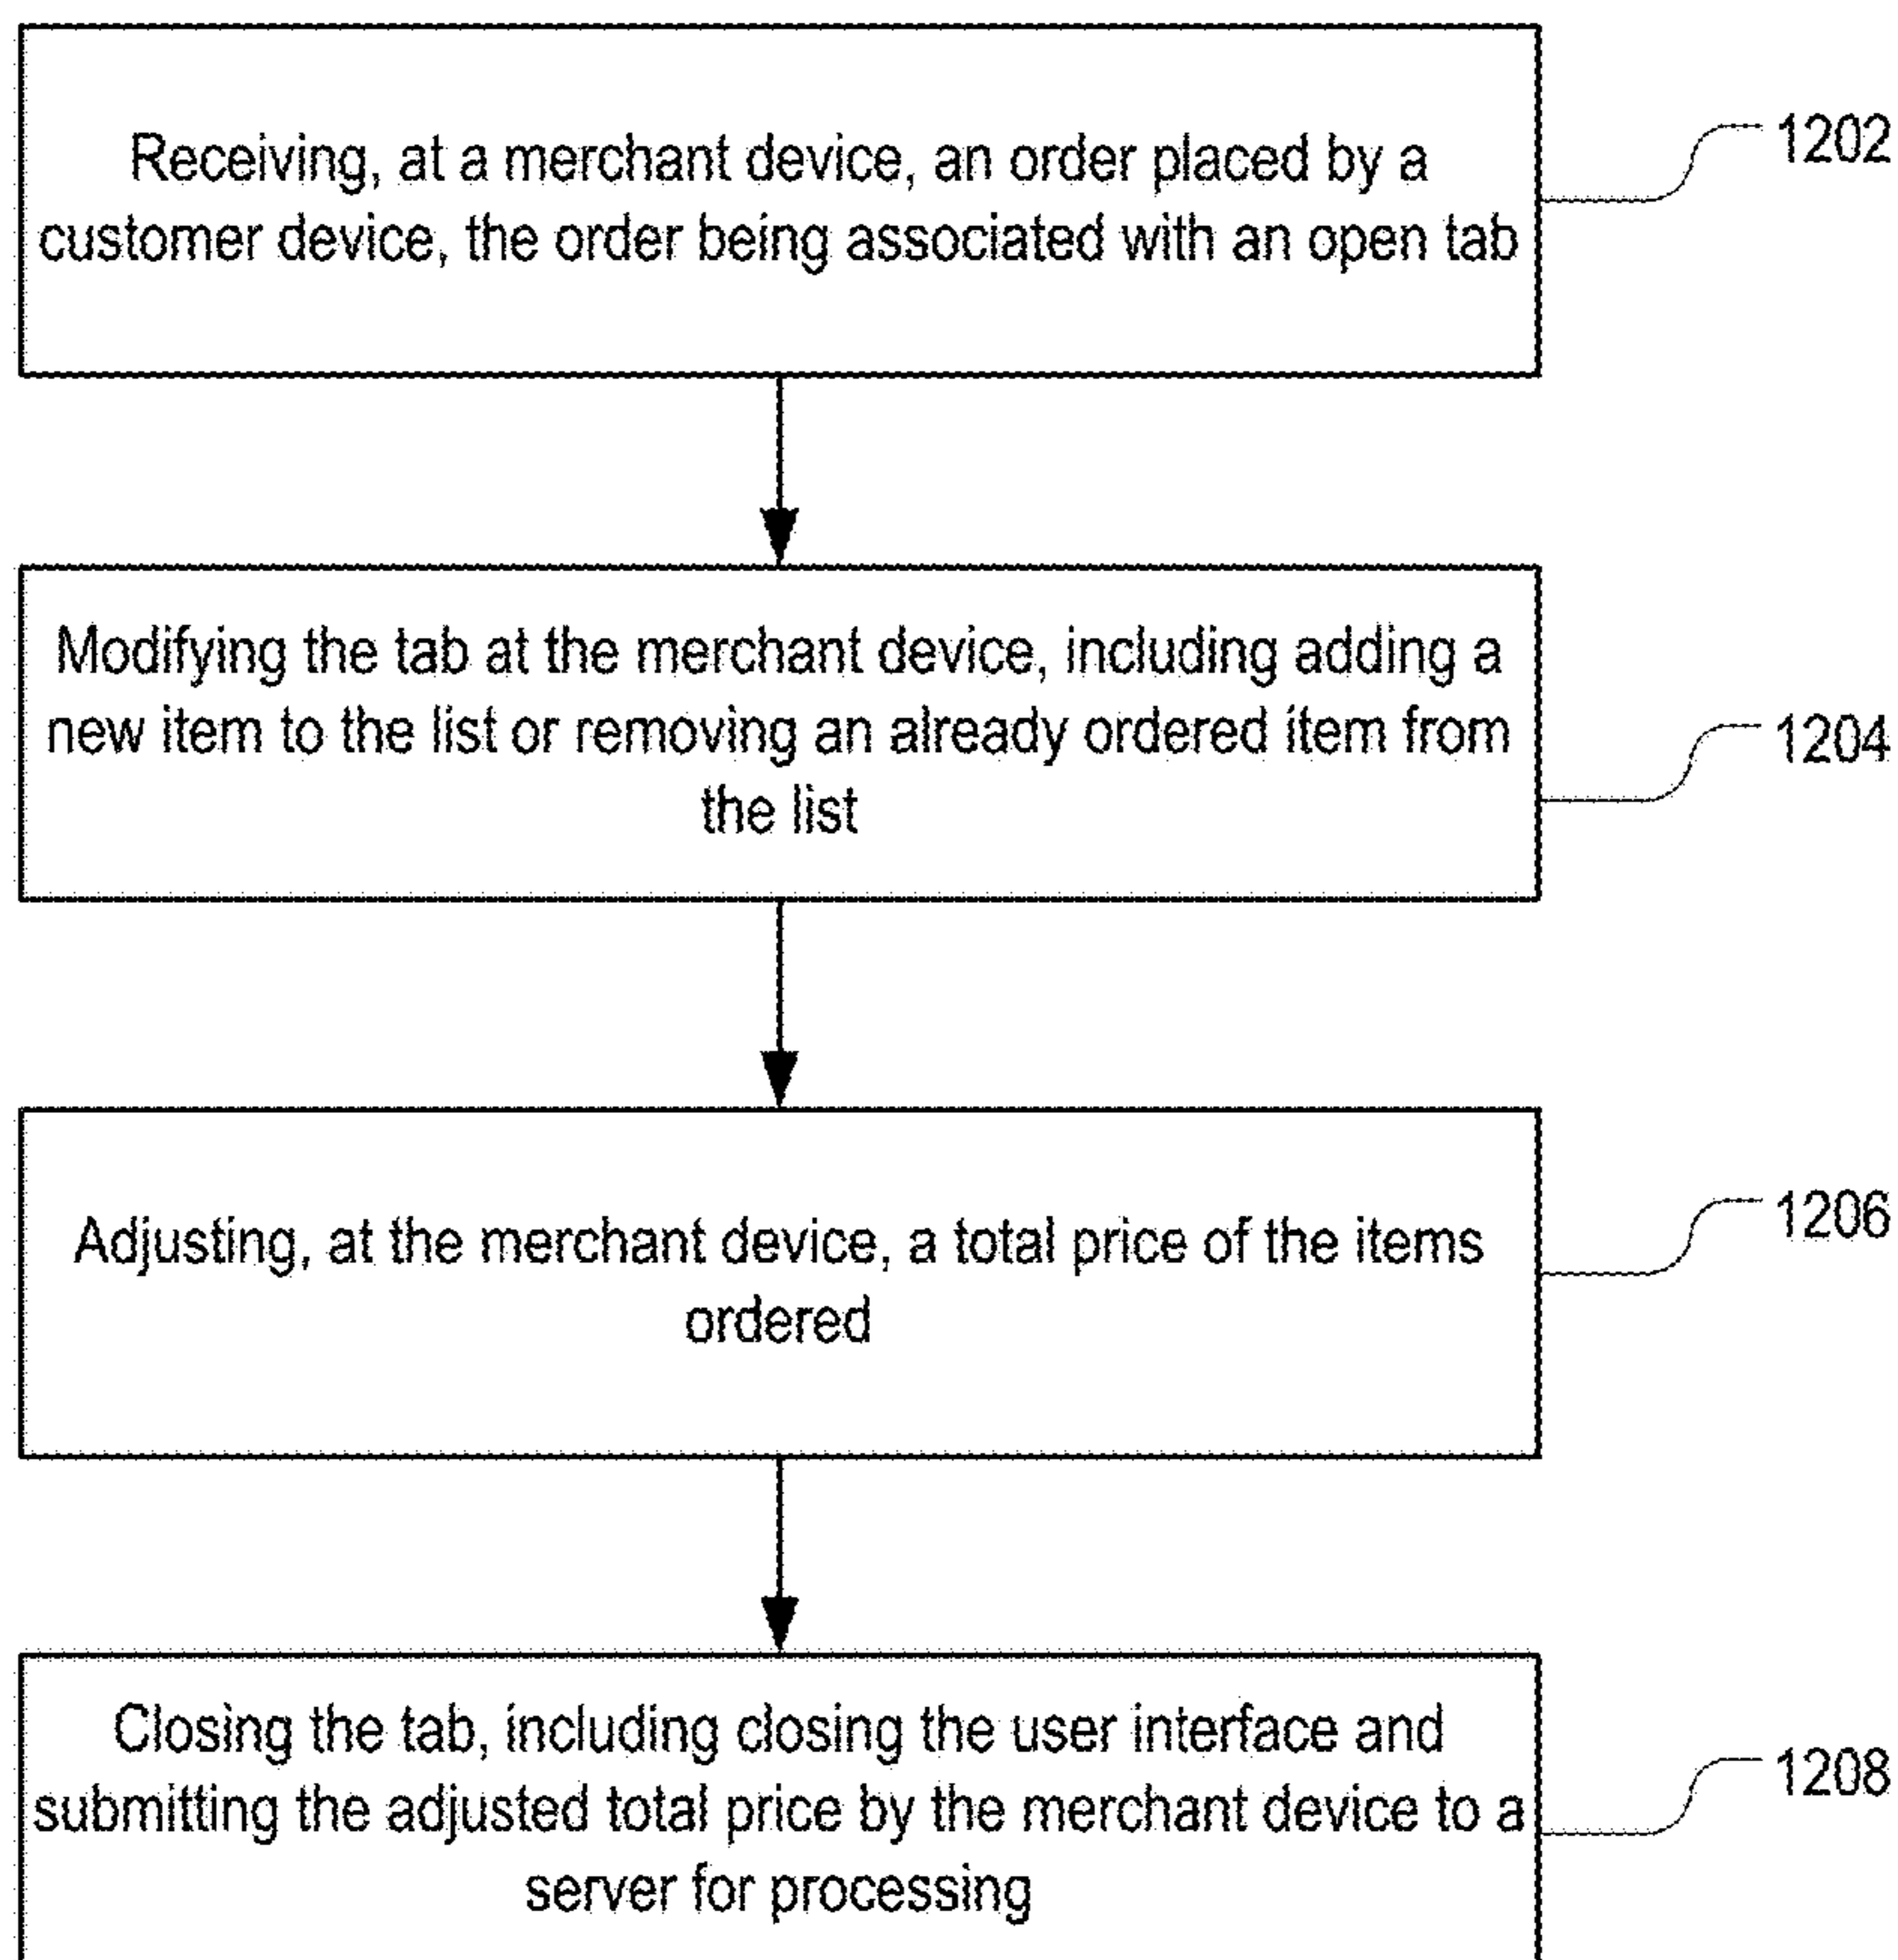 Receiving, at a merchant device, an order placed by a
customer device, the order being associated with an open tab
1202
Modifying the tab at the merchant device, including adding a
new item to the list or removing an already ordered item from
the list
1204
Adjusting, at the merchant device, a total price of the items
ordered
1206
Closing the tab, including closing the user interface and
submitting the adjusted total price by the merchant device to a
server for processing
1208